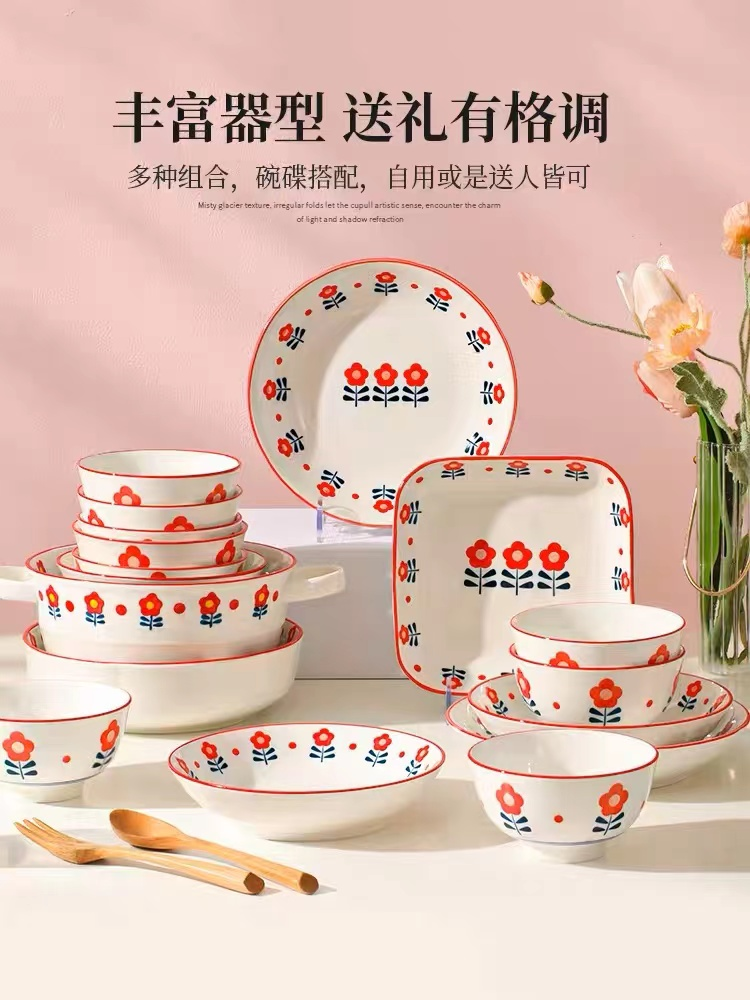 丰富器型 送礼有格调
多种组合，碗碟搭配，自用或是送人皆可
Misty glacier texture, irregular folds let the cupull artistic sense, encounter the charm
of light and shadow refraction